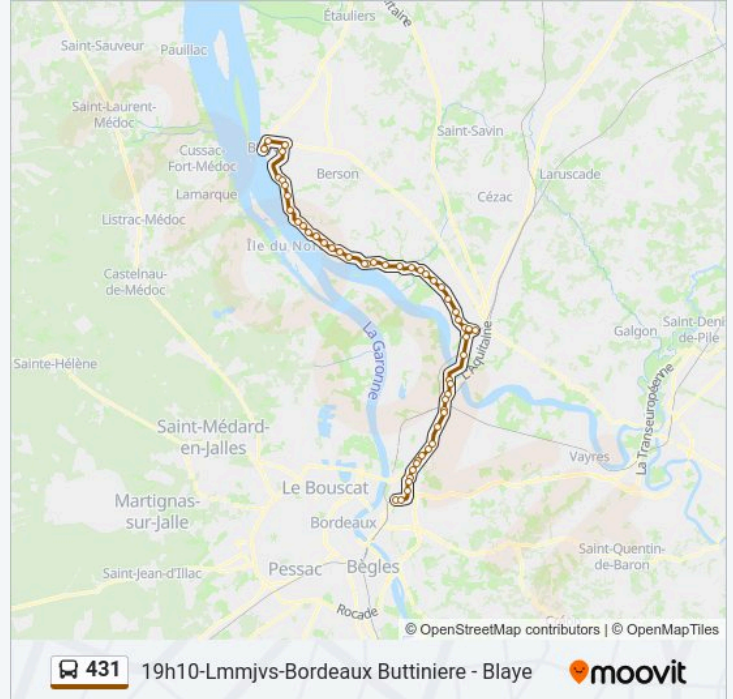 Étauliers
Saint-Sauveur
Pauillac
Saint-Laurent-
Médoc
Saint-Savin
Cussac-
Fort-Médoc
Berson
Laruscade
Lamarque
Cézac
Listrac-Médoc
Île du Nor
Castelnau-
de-Médoc
La Garonne
L'Aquitaine
Galgon
Saint-Deni
de-Pile
Sainte-Hélène
La Transeuropéenne
Saint-Médard-
en-Jalles
Vayres
Le Bouscat
Martignas-
sur-Jalle
Bordeaux
Saint-Quentin-
de-Baron
Saint-Jean-d'Illac
Pessac
Bègles
Rocade
© OpenStreetMap contributors | © OpenMapTiles
431 19h10-Lmmjvs-Bordeaux Buttiniere - Blaye
moovit